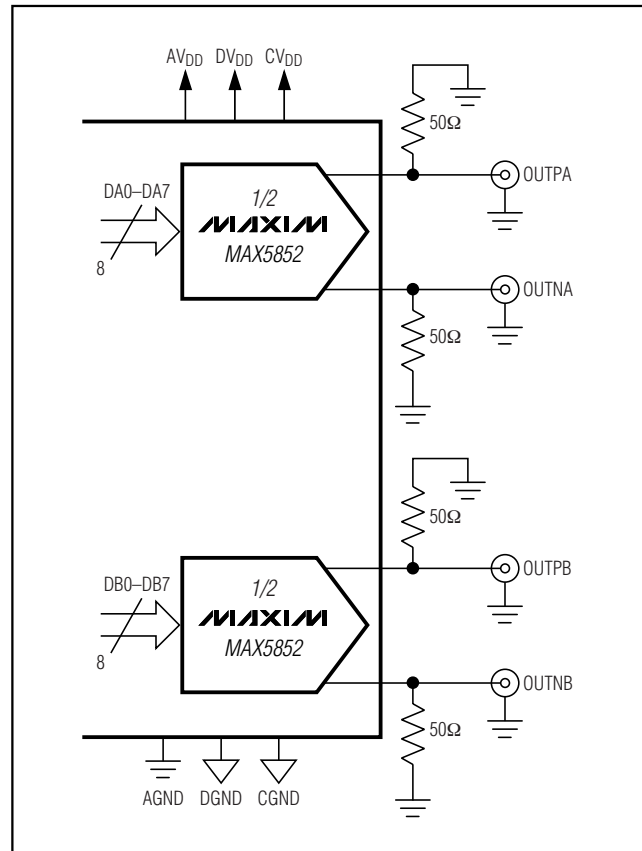 AVDD DVDD CVDD
50Ω
DA0–DA7
8
1/2
MAXIM
MAX5852
OUTPA
OUTNA
50Ω
50Ω
DB0–DB7
8
1/2
MAXIM
MAX5852
OUTPB
OUTNB
50Ω
AGND DGND CGND